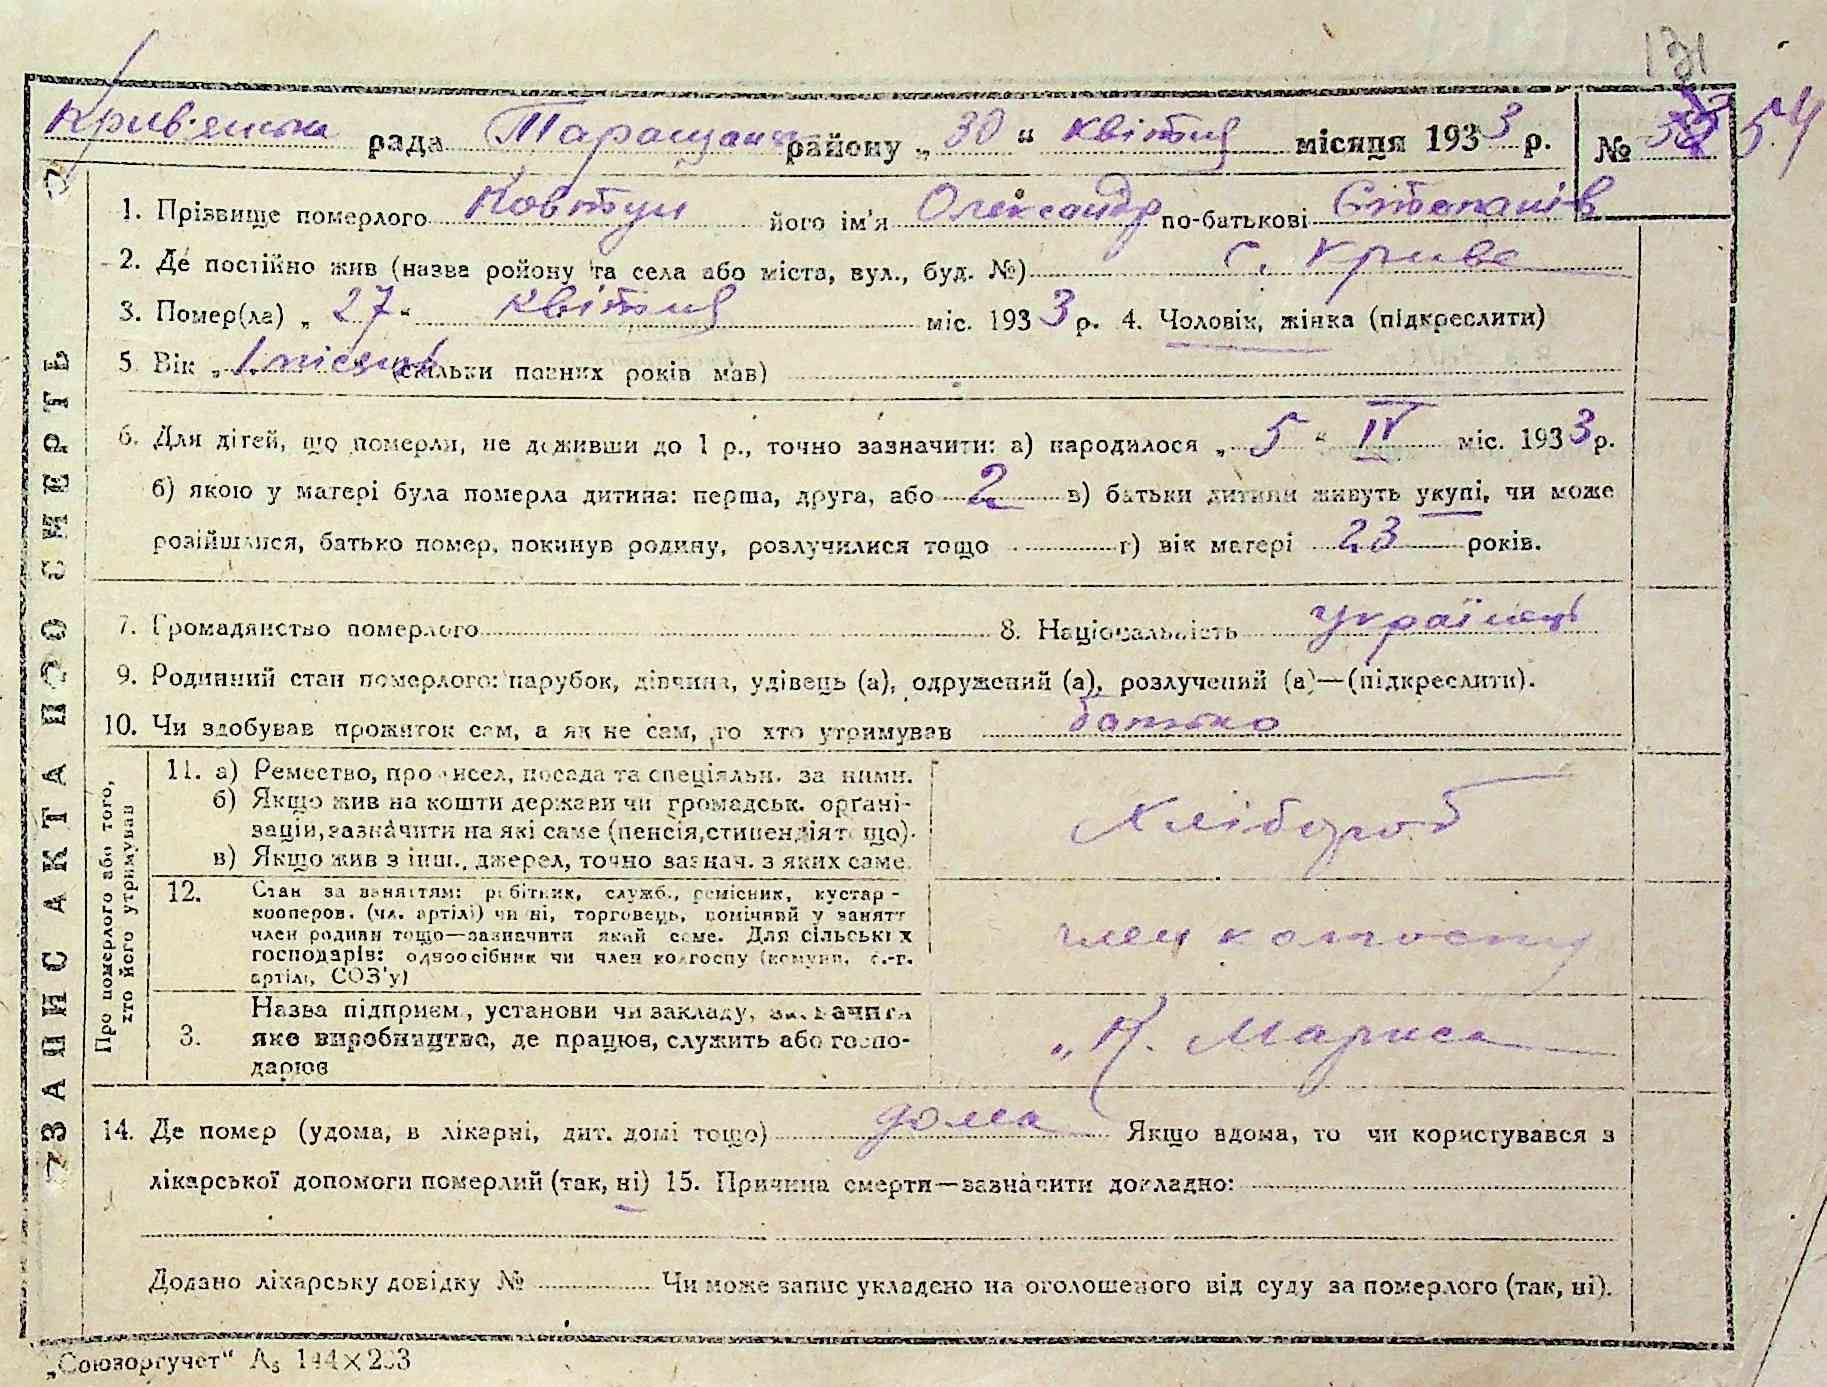 131
Крив'янська рада Таращанс району „30“ квітня місяця 1933 р. № 54
1. Прізвище померлого Ковтун його ім'я Олександр по-батькові Степанів
2. Де постійно жив (назва ройону та села або міста, вул., буд. №) с. Криве
3. Помер(ла) „27“ квітня міс. 1933 р. 4. Чоловік, жінка (підкреслити)
5. Вік „1 місяць (скільки повних років мав)
6. Для дітей, що померли, не доживши до 1 р., точно зазначити: а) народилося „5“ IV міс. 1933 р.
б) якою у матері була померла дитина: перша, друга, або 2 в) батьки дитини живуть укупі, чи може
розійшлися, батько помер, покинув родину, розлучилися тощо г) вік матері 23 років.
7. Громадянство померлого 8. Національність українець
9. Родинний стан померлого: парубок, дівчина, удівець (а), одружений (а), розлучений (а)—(підкреслити).
10. Чи здобував прожиток сам, а як не сам, то хто утримував батько
ЗАПИС АКТА ПРО СМЕРТЬ
Про померлого або того, хто його утримував
11. а) Ремество, промисел, посада та спеціяльн. за ними.
б) Якщо жив на кошти держави чи громадськ. органі-
зацій, зазначити на які саме (пенсія, стипендія тощо).
в) Якщо жив з інш., джерел, точно зазнач. з яких саме.
Хлібороб
12. Стан за заняттям: робітник, служб., ремісник, кустар-
кооперов. (чл. артілі) чи ні, торговець, помічний у занятт
член родини тощо—зазначити який саме. Для сільських
господарів: одноосібник чи член колгоспу (комуни, с.-г.
артілі, СОЗ'у)
член колгоспу
3. Назва підприєм., установи чи закладу, зазначити
яке виробництво, де працює, служить або госпо-
дарює
„К. Маркса
14. Де помер (удома, в лікарні, дит. домі тощо) дома Якщо вдома, то чи користувався з
лікарської допомоги померлий (так, ні) 15. Причина смерти—зазначити докладно:
Додано лікарську довідку № Чи може запис укладено на оголошеного від суду за померлого (так, ні).
„Союзоргучет“ А5 144×203